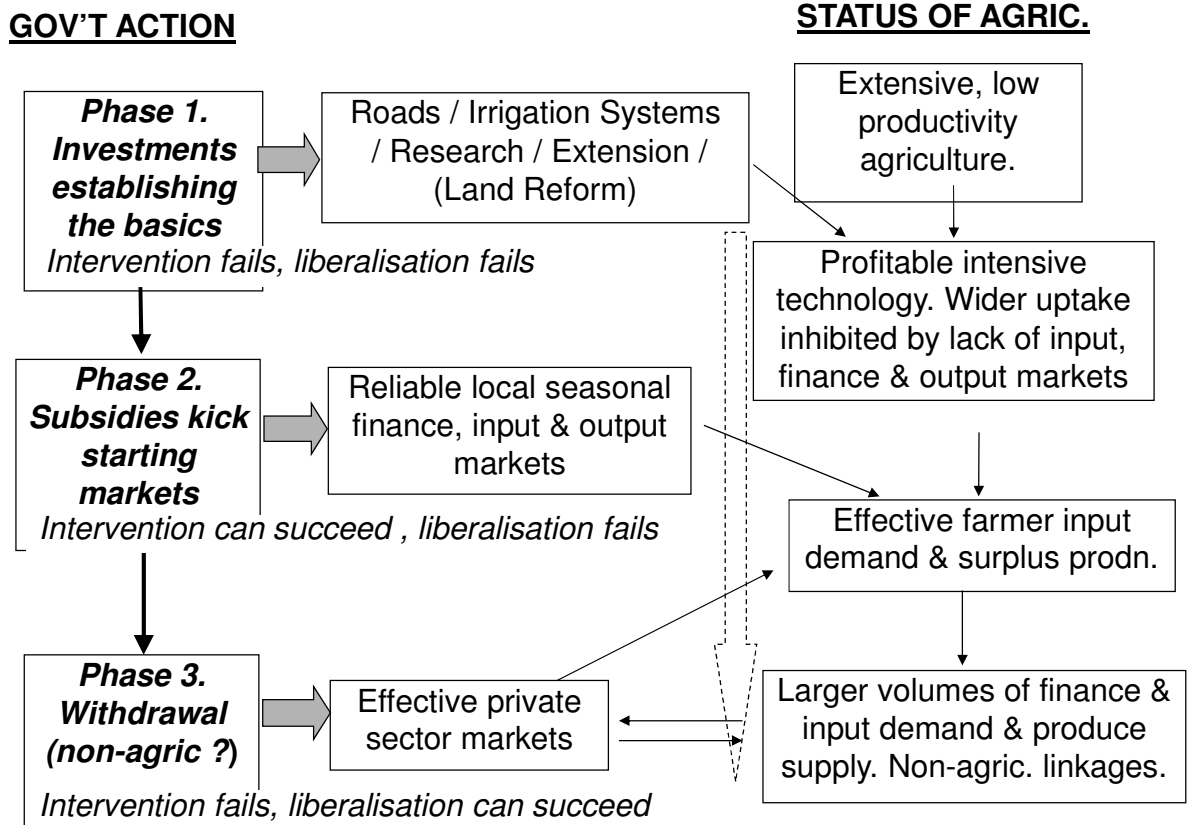 GOV'T ACTION
STATUS OF AGRIC.
Phase 1.
Investments
establishing
the basics
Intervention fails, liberalisation fails
Roads / Irrigation Systems
/ Research / Extension /
(Land Reform)
Extensive, low
productivity
agriculture.
Profitable intensive
technology. Wider uptake
inhibited by lack of input,
finance & output markets
Phase 2.
Subsidies kick
starting
markets
Intervention can succeed , liberalisation fails
Reliable local seasonal
finance, input & output
markets
Effective farmer input
demand & surplus prodn.
Phase 3.
Withdrawal
(non-agric ?)
Intervention fails, liberalisation can succeed
Effective private
sector markets
Larger volumes of finance &
input demand & produce
supply. Non-agric. linkages.